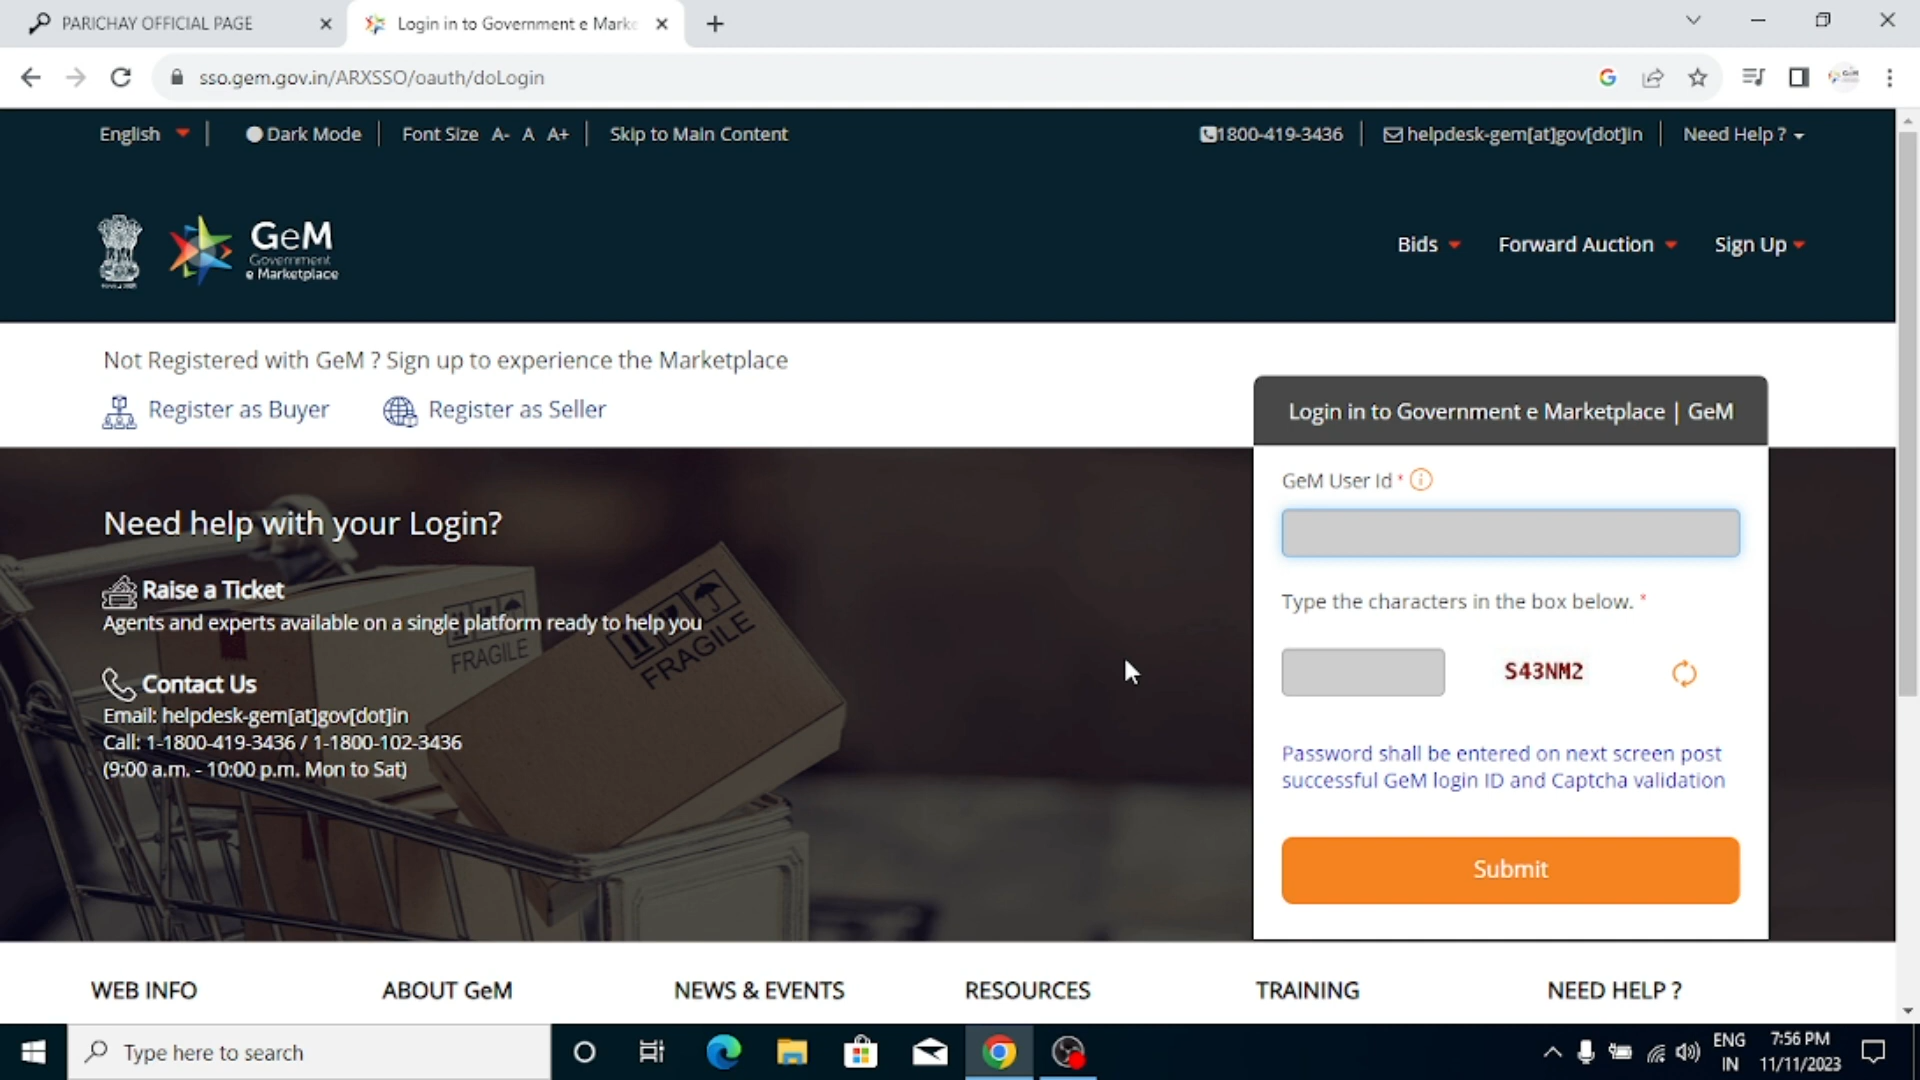 PARICHAY OFFICIAL PAGE
Login in to Government e Mark
sso.gem.gov.in/ARXSSO/oauth/doLogin
English
Dark Mode
Font Size A- A A+
Skip to Main Content
1800-419-3436
helpdesk-gem[at]gov[dot]in
Need Help ?
GeM
Government
e Marketplace
Bids
Forward Auction
Sign Up
Not Registered with GeM ? Sign up to experience the Marketplace
Register as Buyer
Register as Seller
Login in to Government e Marketplace | GeM
GeM User Id *
Need help with your Login?
Raise a Ticket
Agents and experts available on a single platform ready to help you
FRAGILE
FRAGILE
Type the characters in the box below. *
S43NM2
Contact Us
Email: helpdesk-gem[at]gov[dot]in
Call: 1-1800-419-3436 / 1-1800-102-3436
(9:00 a.m. - 10:00 p.m. Mon to Sat)
Password shall be entered on next screen post
successful GeM login ID and Captcha validation
Submit
WEB INFO
ABOUT GeM
NEWS & EVENTS
RESOURCES
TRAINING
NEED HELP ?
Type here to search
ENG
IN
7:56 PM
11/11/2023